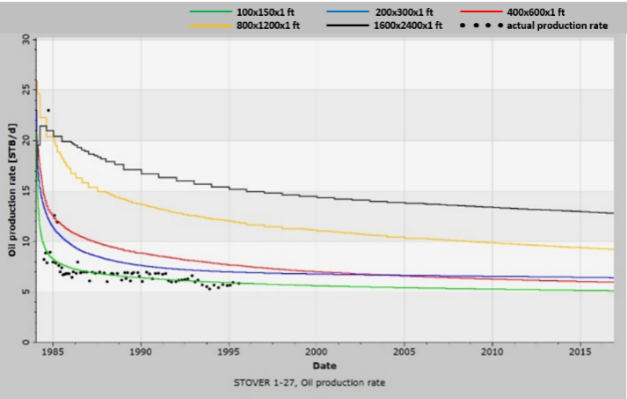 100x150x1 ft 200x300x1 ft 400x600x1 ft
800x1200x1 ft 1600x2400x1 ft actual production rate
Oil production rate [STB/d]
30
25
20
15
10
5
0
1985 1990 1995 2000 2005 2010 2015
Date
STOVER 1-27, Oil production rate